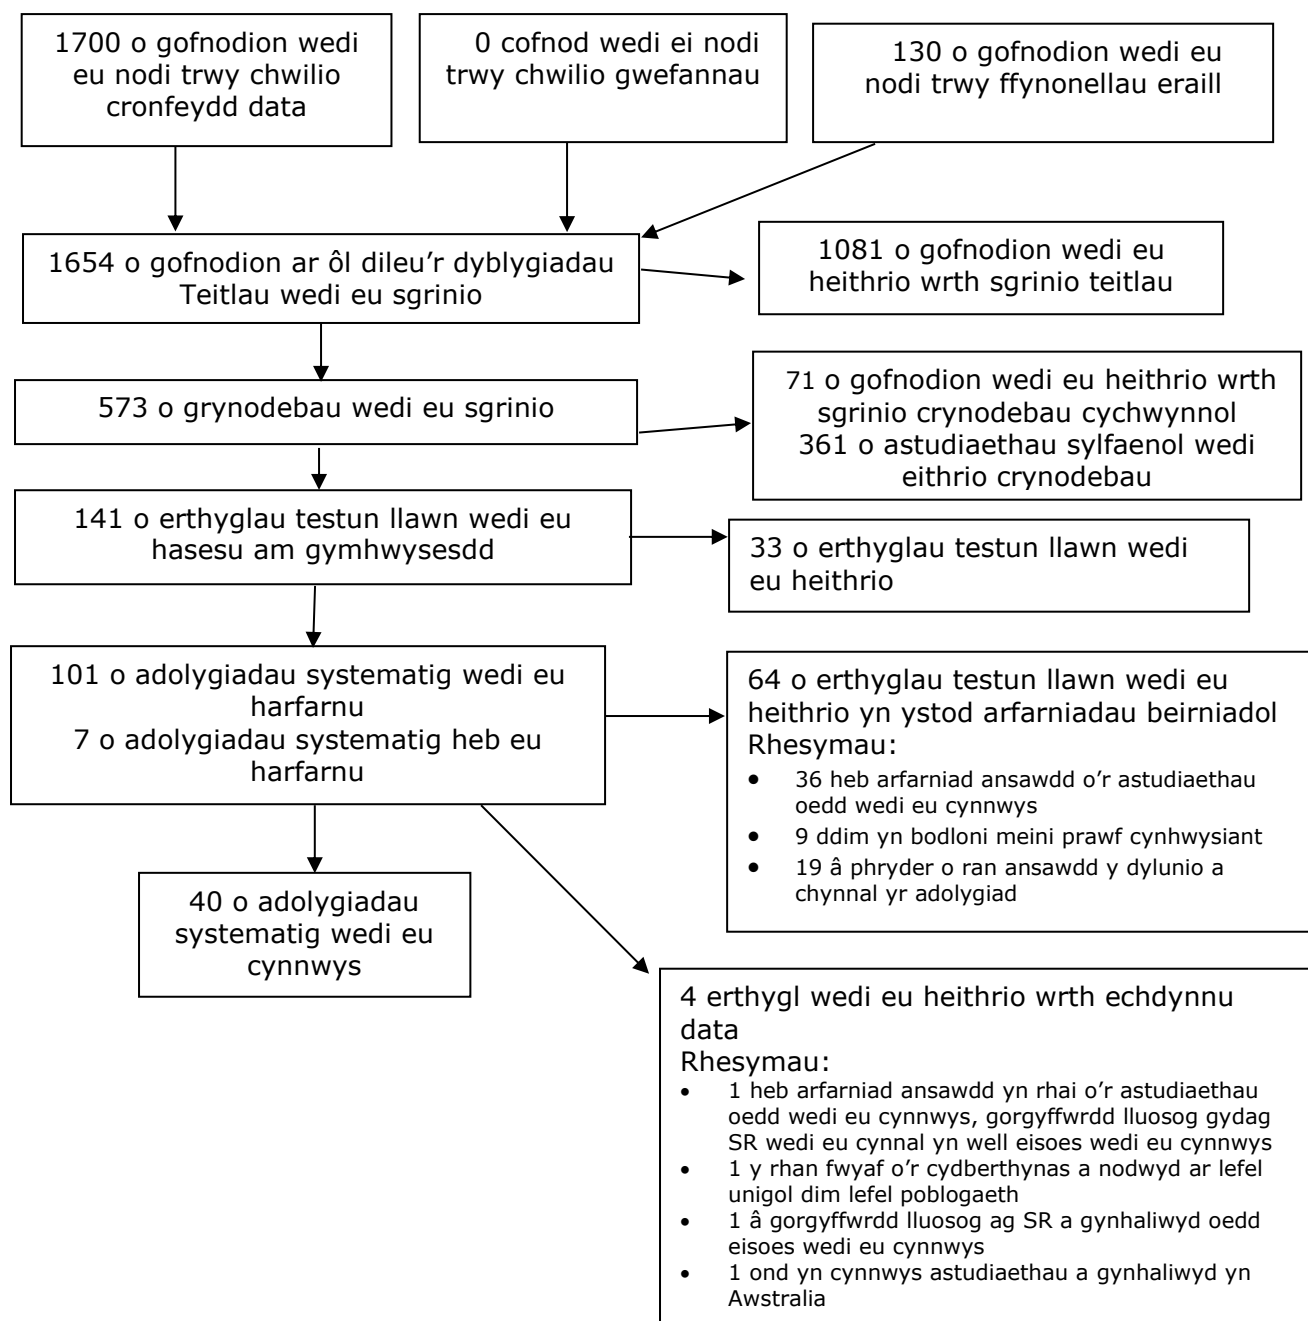 1700 o gofnodion wedi
eu nodi trwy chwilio
cronfeydd data
0 cofnod wedi ei nodi
trwy chwilio gwefannau
130 o gofnodion wedi eu
nodi trwy ffynonellau eraill
1654 o gofnodion ar ôl dileu’r dyblygiadau
Teitlau wedi eu sgrinio
1081 o gofnodion wedi eu
heithrio wrth sgrinio teitlau
573 o grynodebau wedi eu sgrinio
71 o gofnodion wedi eu heithrio wrth
sgrinio crynodebau cychwynnol
361 o astudiaethau sylfaenol wedi
eithrio crynodebau
141 o erthyglau testun llawn wedi eu
hasesu am gymhwysesdd
33 o erthyglau testun llawn wedi
eu heithrio
101 o adolygiadau systematig wedi eu
harfarnu
7 o adolygiadau systematig heb eu
harfarnu
64 o erthyglau testun llawn wedi eu
heithrio yn ystod arfarniadau beirniadol
Rhesymau:
• 36 heb arfarniad ansawdd o’r astudiaethau
oedd wedi eu cynnwys
• 9 ddim yn bodloni meini prawf cynhwysiant
• 19 â phryder o ran ansawdd y dylunio a
chynnal yr adolygiad
40 o adolygiadau
systematig wedi eu
cynnwys
4 erthygl wedi eu heithrio wrth echdynnu
data
Rhesymau:
• 1 heb arfarniad ansawdd yn rhai o’r astudiaethau
oedd wedi eu cynnwys, gorgyffwrdd lluosog gydag
SR wedi eu cynnal yn well eisoes wedi eu cynnwys
• 1 y rhan fwyaf o’r cydberthynas a nodwyd ar lefel
unigol dim lefel poblogaeth
• 1 â gorgyffwrdd lluosog ag SR a gynhaliwyd oedd
eisoes wedi eu cynnwys
• 1 ond yn cynnwys astudiaethau a gynhaliwyd yn
Awstralia